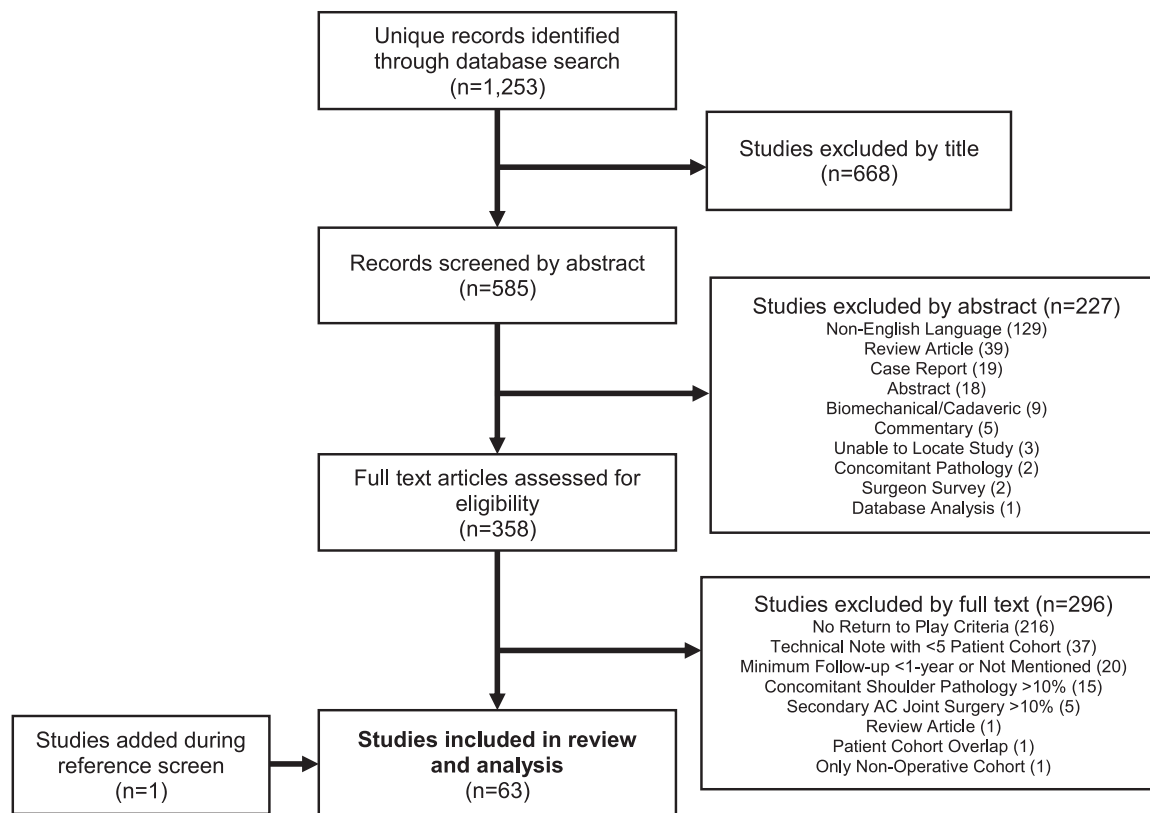 Unique records identified
through database search
(n=1,253)
Studies excluded by title
(n=668)
Records screened by abstract
(n=585)
Studies excluded by abstract (n=227)
Non-English Language (129)
Review Article (39)
Case Report (19)
Abstract (18)
Biomechanical/Cadaveric (9)
Commentary (5)
Unable to Locate Study (3)
Concomitant Pathology (2)
Surgeon Survey (2)
Database Analysis (1)
Full text articles assessed for
eligibility
(n=358)
Studies excluded by full text (n=296)
No Return to Play Criteria (216)
Technical Note with <5 Patient Cohort (37)
Minimum Follow-up <1-year or Not Mentioned (20)
Concomitant Shoulder Pathology >10% (15)
Secondary AC Joint Surgery >10% (5)
Review Article (1)
Patient Cohort Overlap (1)
Only Non-Operative Cohort (1)
Studies added during
reference screen
(n=1)
Studies included in review
and analysis
(n=63)